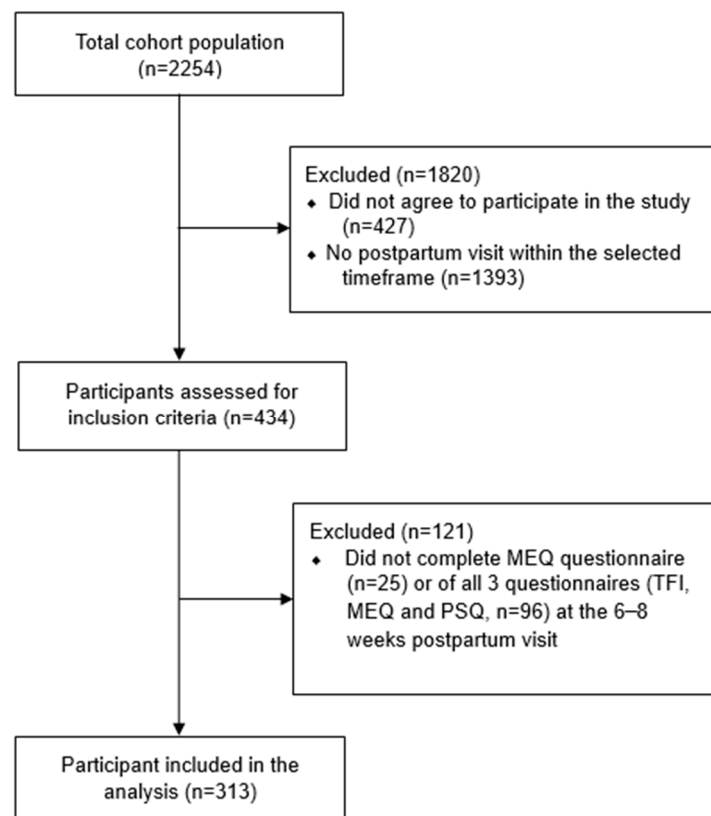 Total cohort population
(n=2254)
Excluded (n=1820)
◆ Did not agree to participate in the study
(n=427)
◆ No postpartum visit within the selected
timeframe (n=1393)
Participants assessed for
inclusion criteria (n=434)
Excluded (n=121)
◆ Did not complete MEQ questionnaire
(n=25) or of all 3 questionnaires (TFI,
MEQ and PSQ, n=96) at the 6–8
weeks postpartum visit
Participant included in the
analysis (n=313)